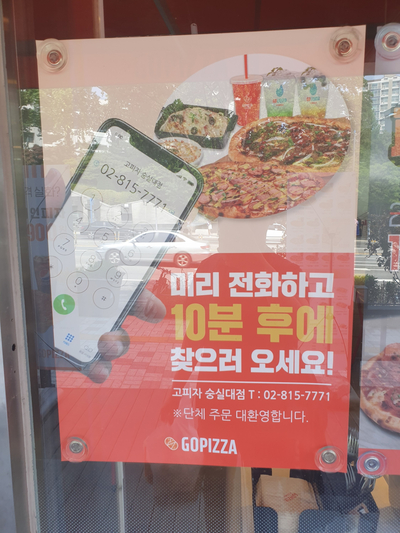 고피자 숭실대점
02-815-7771
미리 전화하고
10분 후에
찾으러 오세요!
고피자 숭실대점 T : 02-815-7771
※단체 주문 대환영합니다.
GOPIZZA